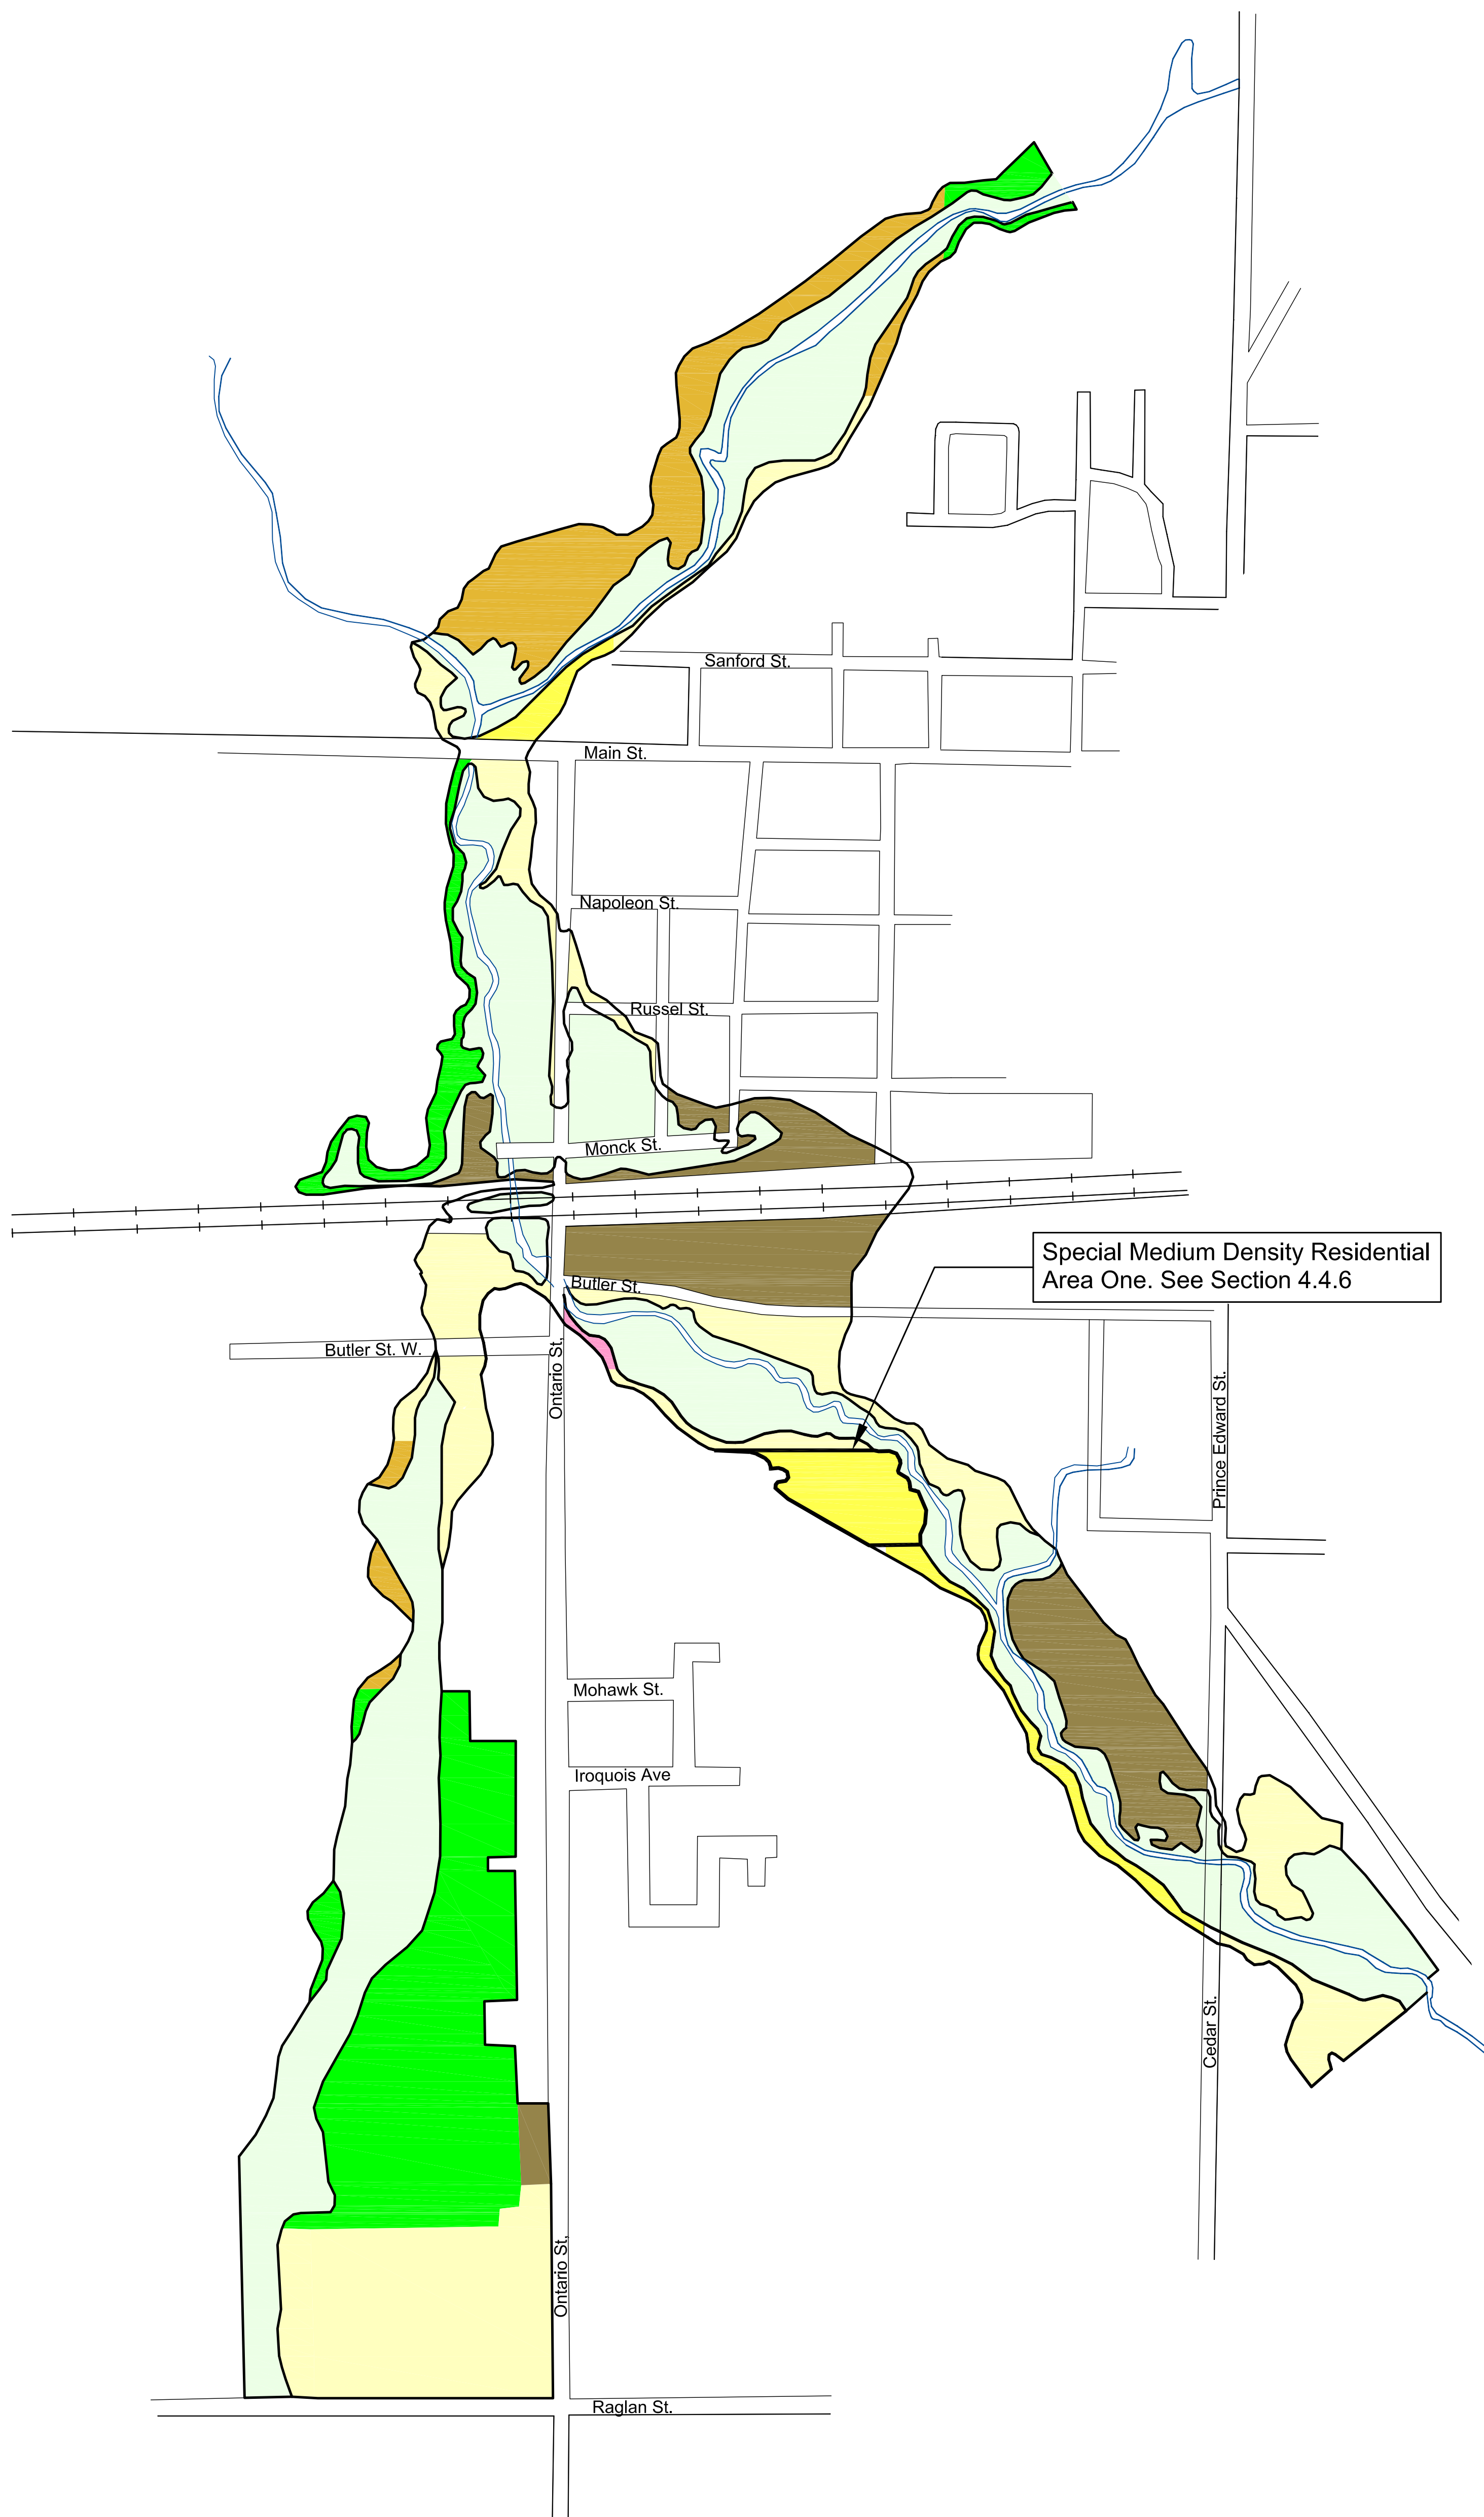 Sanford St.
Main St.
Napoleon St.
Russel St.
Monck St.
Special Medium Density Residential
Area One. See Section 4.4.6
Butler St.
Butler St. W.
Ontario St.
Prince Edward St.
Mohawk St.
Iroquois Ave
Cedar St.
Ontario St.
Raglan St.